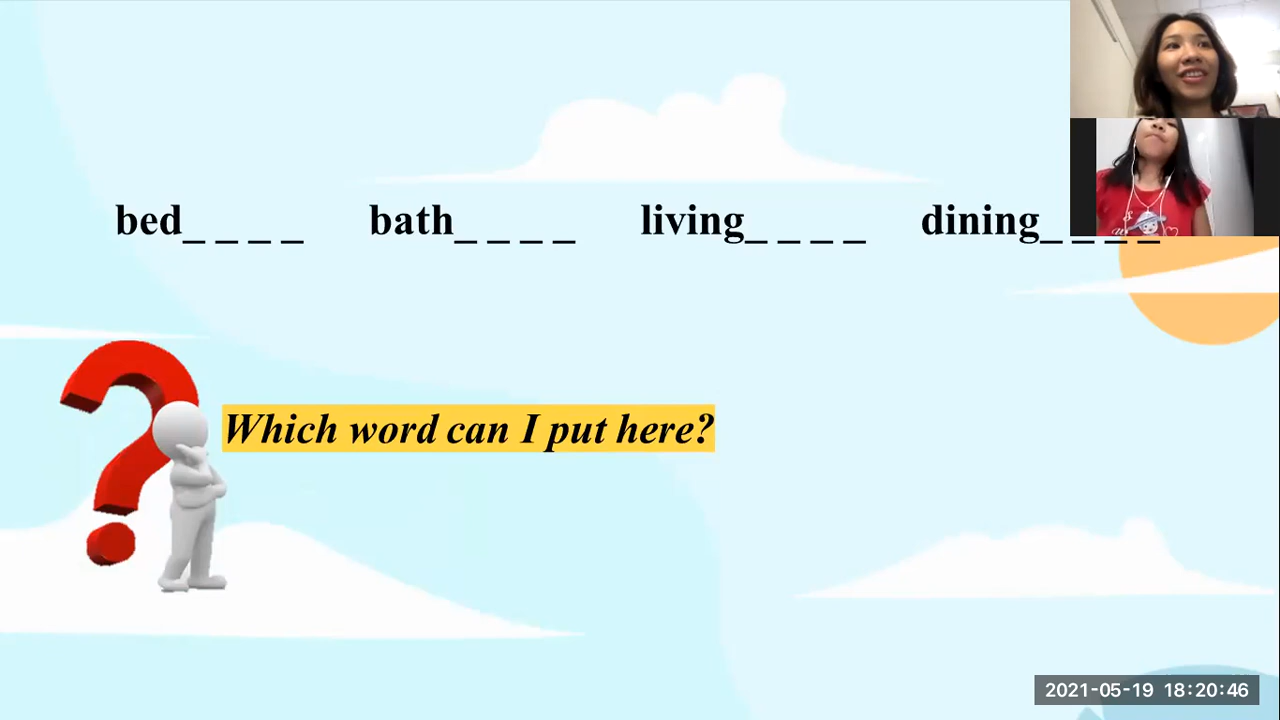 bed_ _ _ _ bath_ _ _ _ living_ _ _ _ dining_ _ _ _
Which word can I put here?
2021-05-19 18:20:46